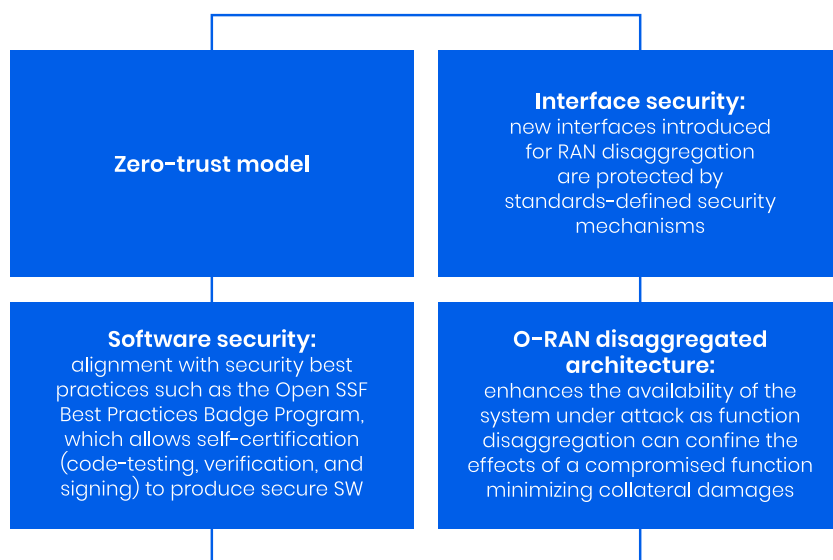 Zero-trust model
Interface security:
new interfaces introduced
for RAN disaggregation
are protected by
standards-defined security
mechanisms
Software security:
alignment with security best
practices such as the Open SSF
Best Practices Badge Program,
which allows self-certification
(code-testing, verification, and
signing) to produce secure SW
O-RAN disaggregated
architecture:
enhances the availability of the
system under attack as function
disaggregation can confine the
effects of a compromised function
minimizing collateral damages